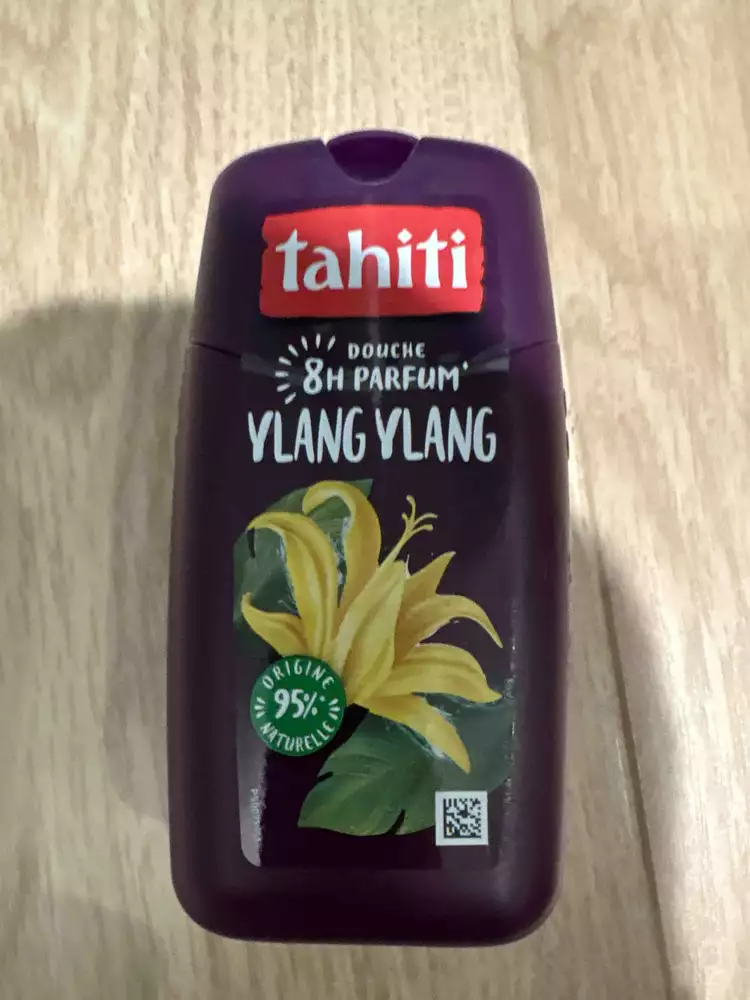 tahiti
DOUCHE
8H PARFUM*
YLANG YLANG
ORIGINE
95%*
NATURELLE